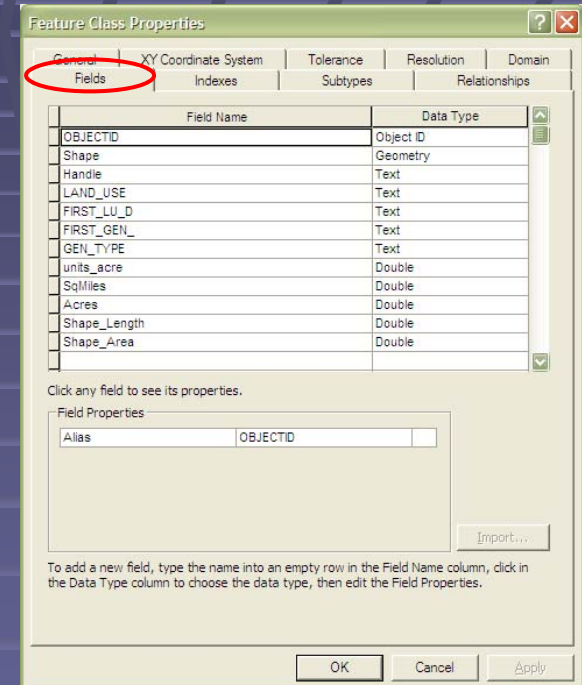 Feature Class Properties
General XY Coordinate System Tolerance Resolution Domain
Fields Indexes Subtypes Relationships
Field Name Data Type
OBJECTID Object ID
Shape Geometry
Handle Text
LAND_USE Text
FIRST_LU_D Text
FIRST_GEN_ Text
GEN_TYPE Text
units_acre Double
SqMiles Double
Acres Double
Shape_Length Double
Shape_Area Double
Click any field to see its properties.
Field Properties
Alias OBJECTID
Import...
To add a new field, type the name into an empty row in the Field Name column, click in
the Data Type column to choose the data type, then edit the Field Properties.
OK Cancel Apply